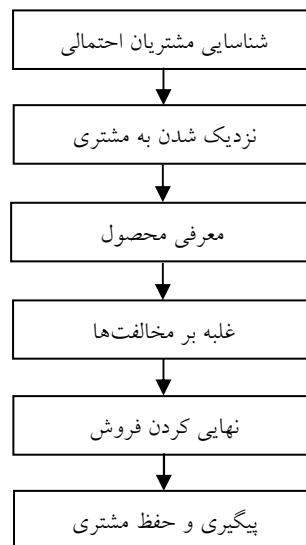 شناسایی مشتریان احتمالی
نزدیک شدن به مشتری
معرفی محصول
غلبه بر مخالفت‌ها
نهایی کردن فروش
پیگیری و حفظ مشتری